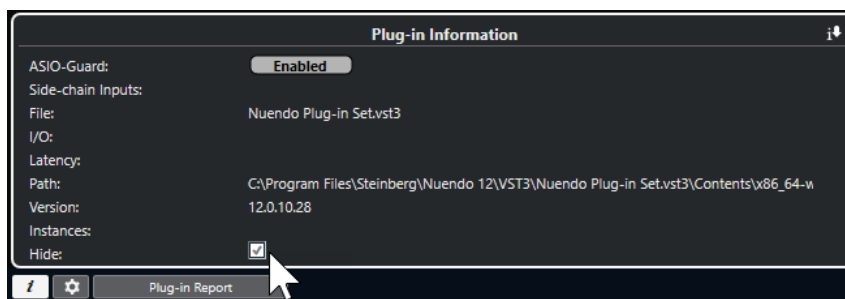 Plug-in Information
ASIO-Guard: Enabled
Side-chain Inputs:
File: Nuendo Plug-in Set.vst3
I/O:
Latency:
Path: C:\Program Files\Steinberg\Nuendo 12\VST3\Nuendo Plug-in Set.vst3\Contents\x86_64-w
Version: 12.0.10.28
Instances:
Hide:
i Plug-in Report